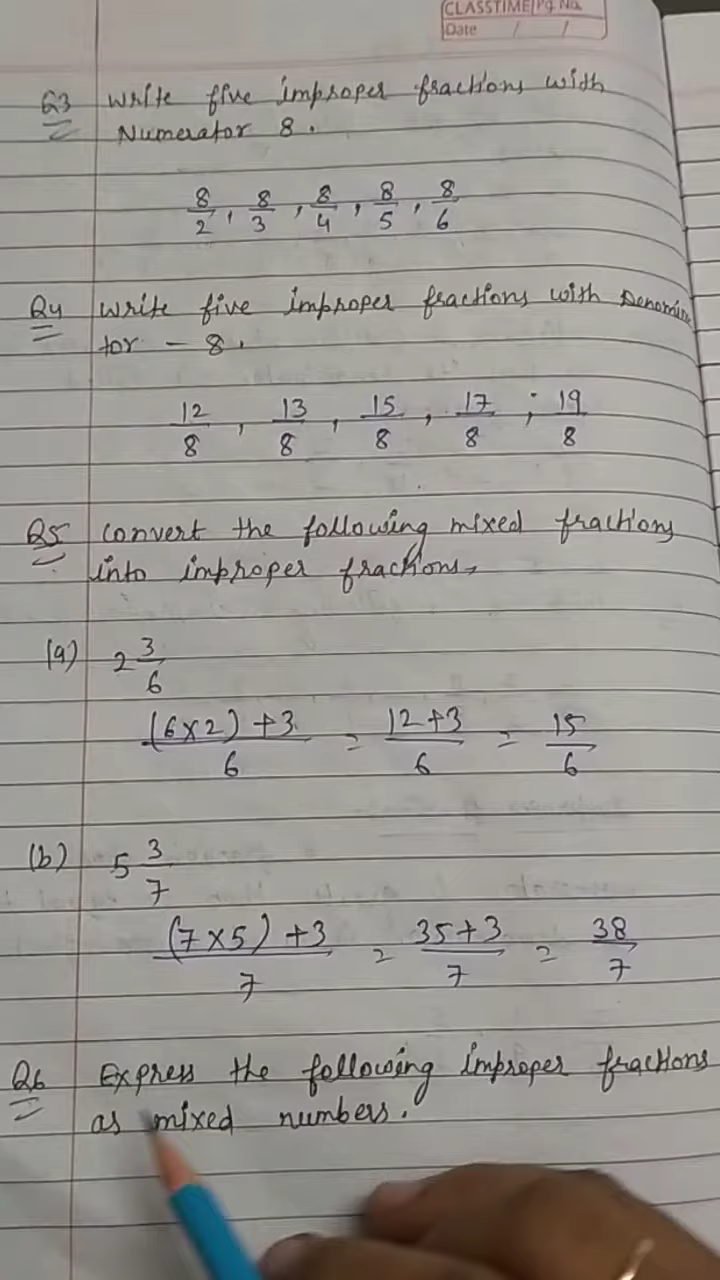 CLASSTIME Pg. No.
Date / /
Q3 Write five improper fractions with
Numerator 8.
8/2, 8/3, 8/4, 8/5, 8/6
Q4 Write five improper fractions with Denomina
tor - 8.
12/8, 13/8, 15/8, 17/8, 19/8
Q5 Convert the following mixed fractions
into improper fractions.
(a) 2 3/6
(6×2)+3/6 = 12+3/6 = 15/6
(b) 5 3/7
(7×5)+3/7 = 35+3/7 = 38/7
Q6 Express the following improper fractions
as mixed numbers.